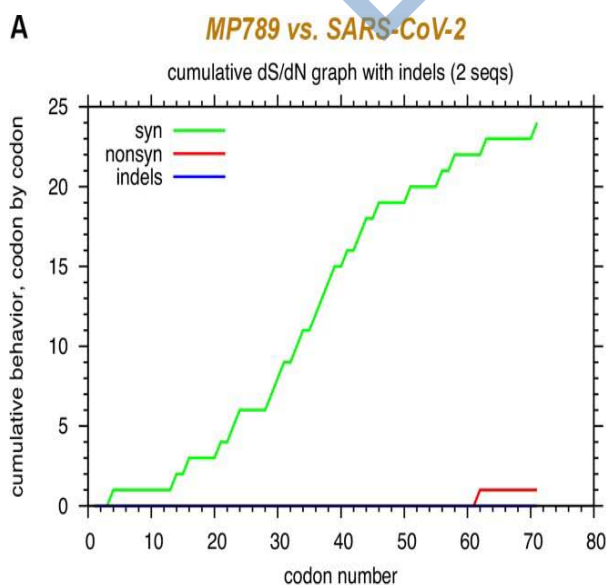 A
MP789 vs. SARS-CoV-2
cumulative dS/dN graph with indels (2 seqs)
cumulative behavior, codon by codon
25
20
15
10
5
0
syn
nonsyn
indels
0 10 20 30 40 50 60 70 80
codon number